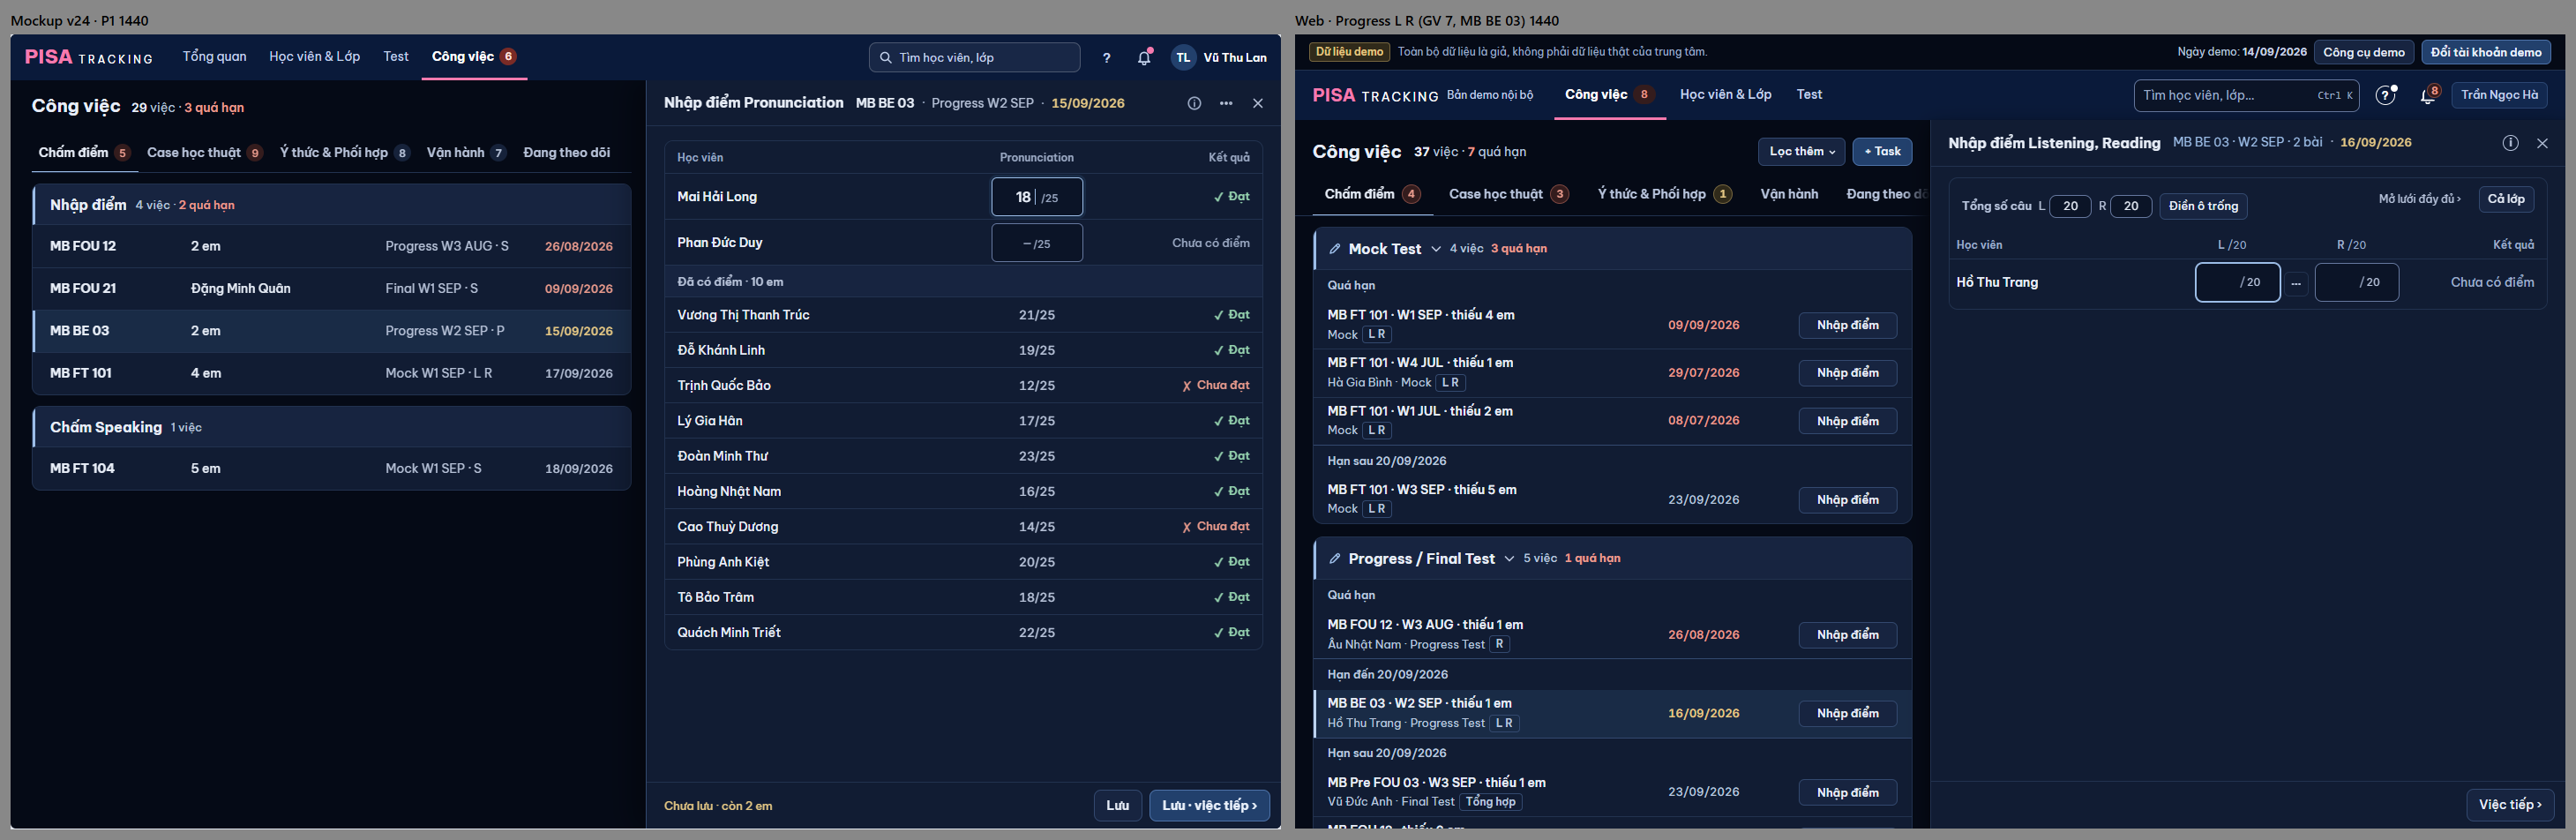 Mockup v24 · P1 1440
PISA TRACKING Tổng quan Học viên & Lớp Test Công việc 6 Tìm học viên, lớp ? TL Vũ Thu Lan
Công việc 29 việc · 3 quá hạn
Chấm điểm 5 Case học thuật 9 Ý thức & Phối hợp 8 Vận hành 7 Đang theo dõi
Nhập điểm 4 việc · 2 quá hạn
MB FOU 12 2 em Progress W3 AUG · S 26/08/2026
MB FOU 21 Đặng Minh Quân Final W1 SEP · S 09/09/2026
MB BE 03 2 em Progress W2 SEP · P 15/09/2026
MB FT 101 4 em Mock W1 SEP · L R 17/09/2026
Chấm Speaking 1 việc
MB FT 104 5 em Mock W1 SEP · S 18/09/2026
Nhập điểm Pronunciation MB BE 03 · Progress W2 SEP · 15/09/2026
Học viên Pronunciation Kết quả
Mai Hải Long 18 /25 ✓ Đạt
Phan Đức Duy – /25 Chưa có điểm
Đã có điểm · 10 em
Vương Thị Thanh Trúc 21/25 ✓ Đạt
Đỗ Khánh Linh 19/25 ✓ Đạt
Trịnh Quốc Bảo 12/25 ✗ Chưa đạt
Lý Gia Hân 17/25 ✓ Đạt
Đoàn Minh Thư 23/25 ✓ Đạt
Hoàng Nhật Nam 16/25 ✓ Đạt
Cao Thuỳ Dương 14/25 ✗ Chưa đạt
Phùng Anh Kiệt 20/25 ✓ Đạt
Tô Bảo Trâm 18/25 ✓ Đạt
Quách Minh Triết 22/25 ✓ Đạt
Chưa lưu · còn 2 em Lưu Lưu · việc tiếp ›
Web · Progress L R (GV 7, MB BE 03) 1440
Dữ liệu demo Toàn bộ dữ liệu là giả, không phải dữ liệu thật của trung tâm. Ngày demo: 14/09/2026 Công cụ demo Đổi tài khoản demo
PISA TRACKING Bản demo nội bộ Công việc 8 Học viên & Lớp Test Tìm học viên, lớp... Ctrl K ? 8 Trần Ngọc Hà
Công việc 37 việc · 7 quá hạn Lọc thêm + Task
Chấm điểm 4 Case học thuật 3 Ý thức & Phối hợp 1 Vận hành Đang theo dõ
Mock Test 4 việc 3 quá hạn
Quá hạn
MB FT 101 · W1 SEP · thiếu 4 em 09/09/2026 Nhập điểm
Mock L R
MB FT 101 · W4 JUL · thiếu 1 em 29/07/2026 Nhập điểm
Hà Gia Bình · Mock L R
MB FT 101 · W1 JUL · thiếu 2 em 08/07/2026 Nhập điểm
Mock L R
Hạn sau 20/09/2026
MB FT 101 · W3 SEP · thiếu 5 em 23/09/2026 Nhập điểm
Mock L R
Progress / Final Test 5 việc 1 quá hạn
Quá hạn
MB FOU 12 · W3 AUG · thiếu 1 em 26/08/2026 Nhập điểm
Âu Nhật Nam · Progress Test R
Hạn đến 20/09/2026
MB BE 03 · W2 SEP · thiếu 1 em 16/09/2026 Nhập điểm
Hồ Thu Trang · Progress Test L R
Hạn sau 20/09/2026
MB Pre FOU 03 · W3 SEP · thiếu 1 em 23/09/2026 Nhập điểm
Vũ Đức Anh · Final Test Tổng hợp
Nhập điểm Listening, Reading MB BE 03 · W2 SEP · 2 bài · 16/09/2026
Tổng số câu L 20 R 20 Điền ô trống Mở lưới đầy đủ › Cả lớp
Học viên L /20 R /20 Kết quả
Hồ Thu Trang / 20 ... / 20 Chưa có điểm
Việc tiếp ›